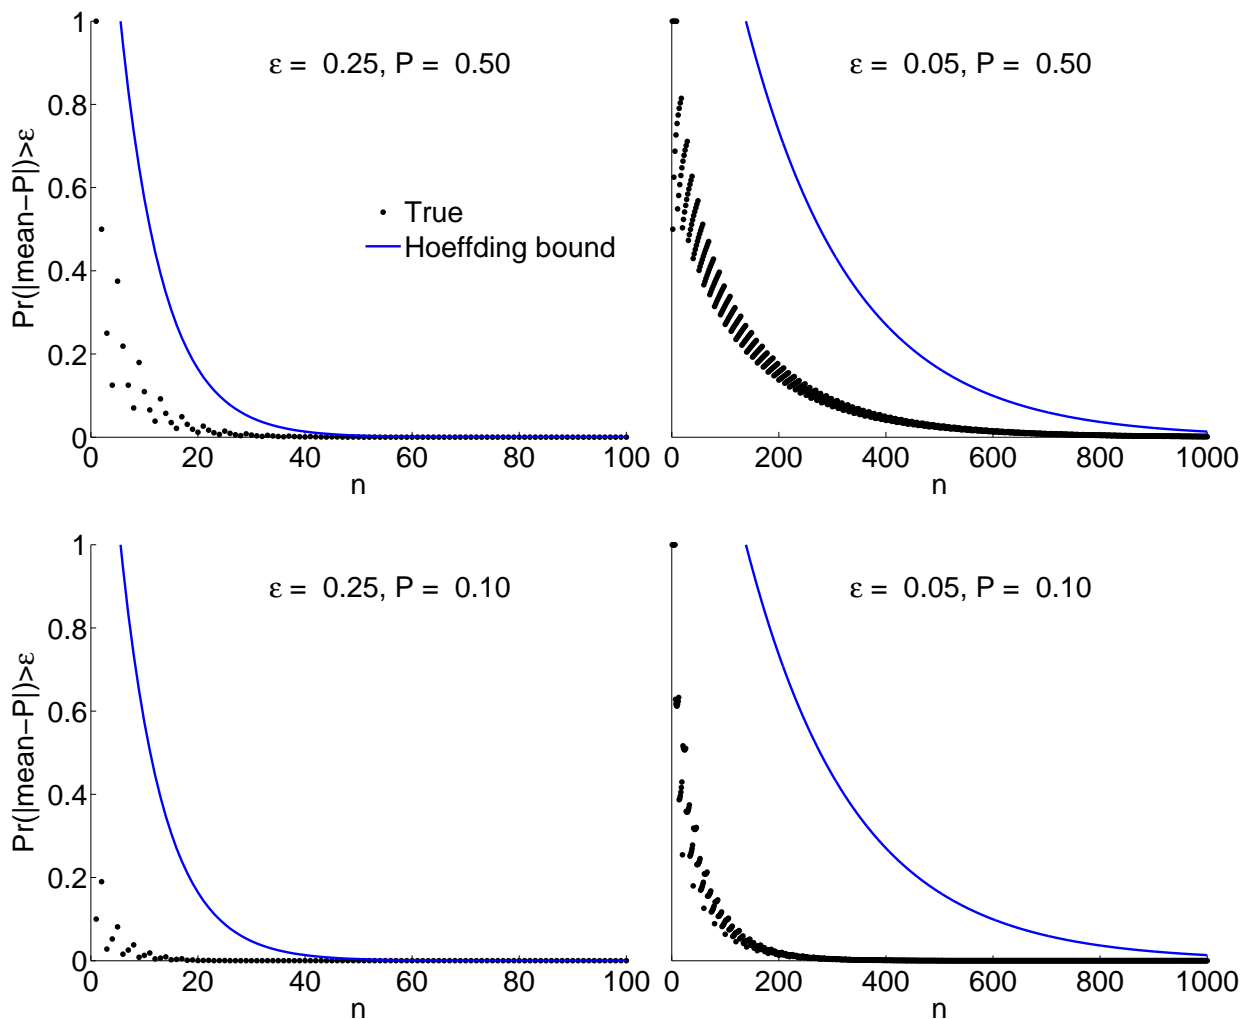 ε = 0.25, P = 0.50
True
Hoeffding bound
Pr(|mean−P|)>ε
1
0.8
0.6
0.4
0.2
0
0 20 40 60 80 100
n
ε = 0.05, P = 0.50
0 200 400 600 800 1000
n
ε = 0.25, P = 0.10
Pr(|mean−P|)>ε
1
0.8
0.6
0.4
0.2
0
0 20 40 60 80 100
n
ε = 0.05, P = 0.10
0 200 400 600 800 1000
n